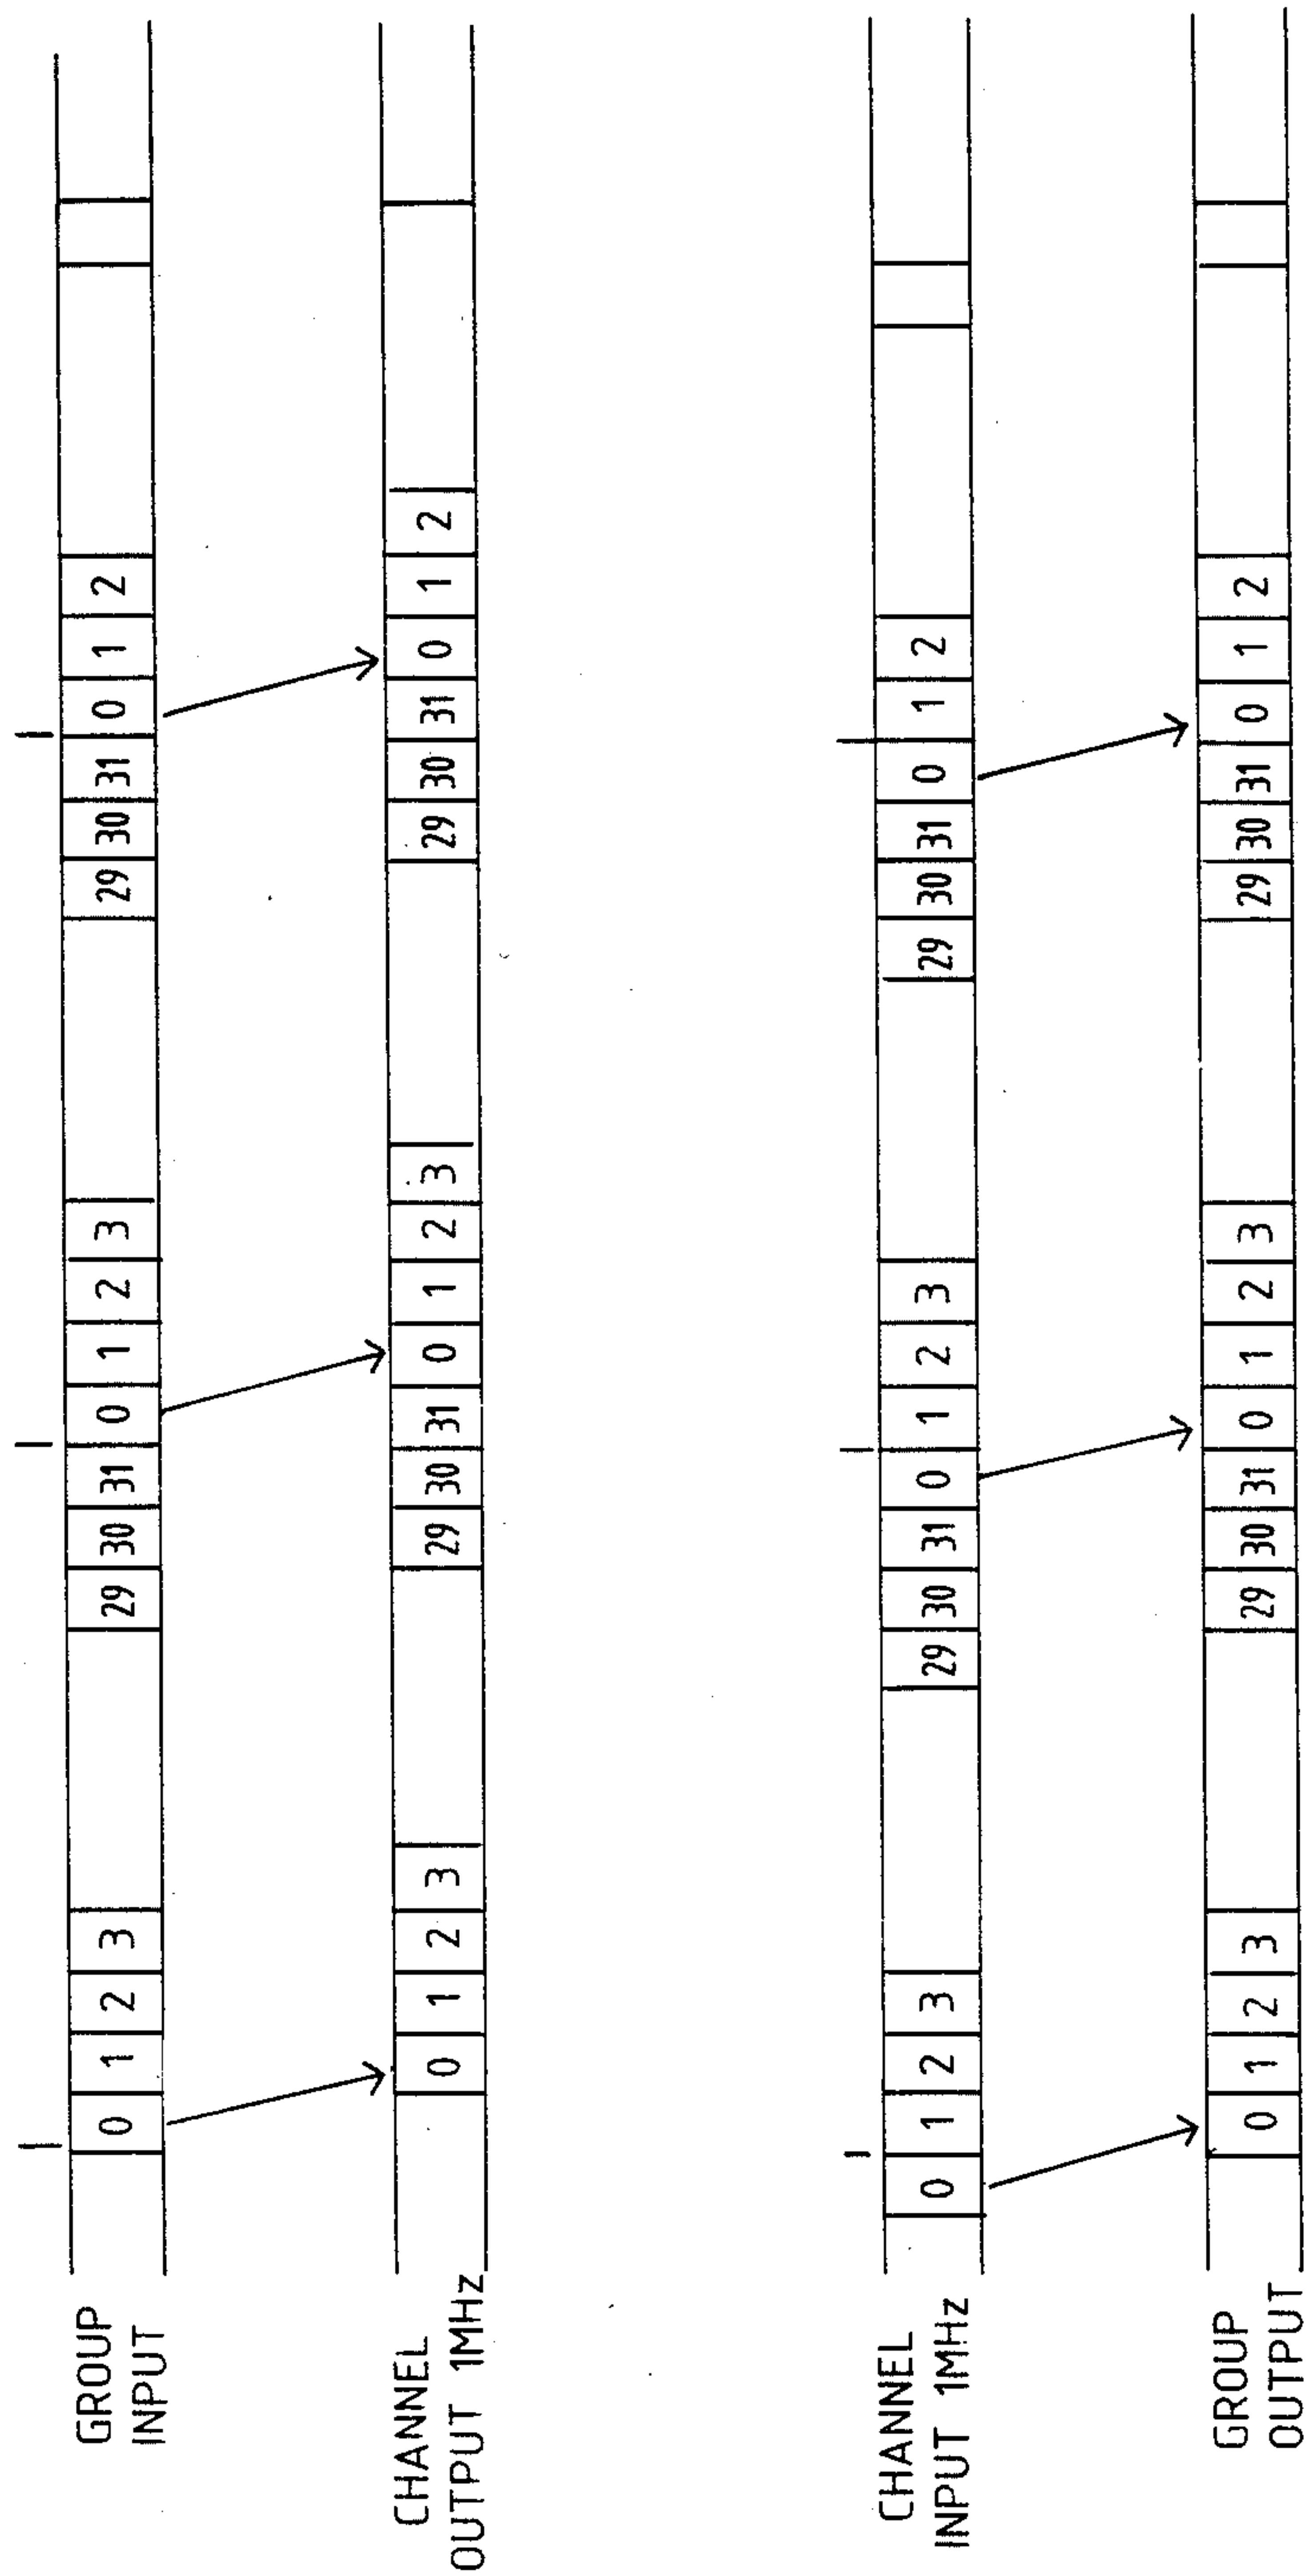 GROUP
INPUT
0 1 2 3 29 30 31 0 1 2 3 29 30 31 0 1 2
CHANNEL
OUTPUT 1MHz
0 1 2 3 29 30 31 0 1 2 3 29 30 31 0 1 2
CHANNEL
INPUT 1MHz
0 1 2 3 29 30 31 0 1 2 3 29 30 31 0 1 2
GROUP
OUTPUT
0 1 2 3 29 30 31 0 1 2 3 29 30 31 0 1 2